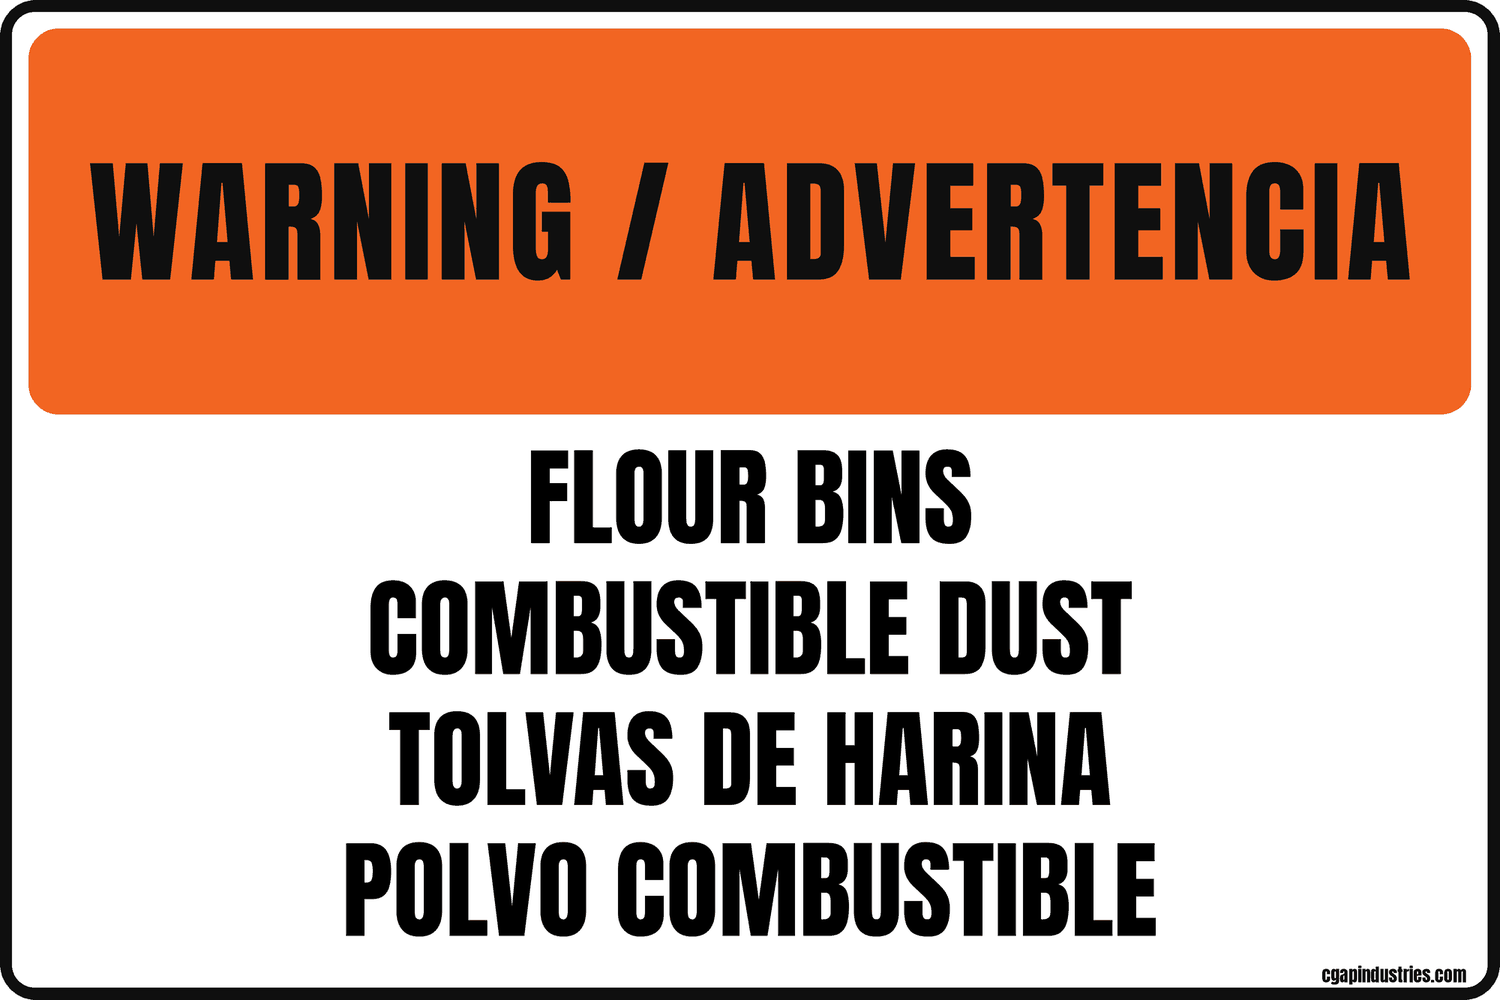 WARNING / ADVERTENCIA
FLOUR BINS
COMBUSTIBLE DUST
TOLVAS DE HARINA
POLVO COMBUSTIBLE
cgapindustries.com